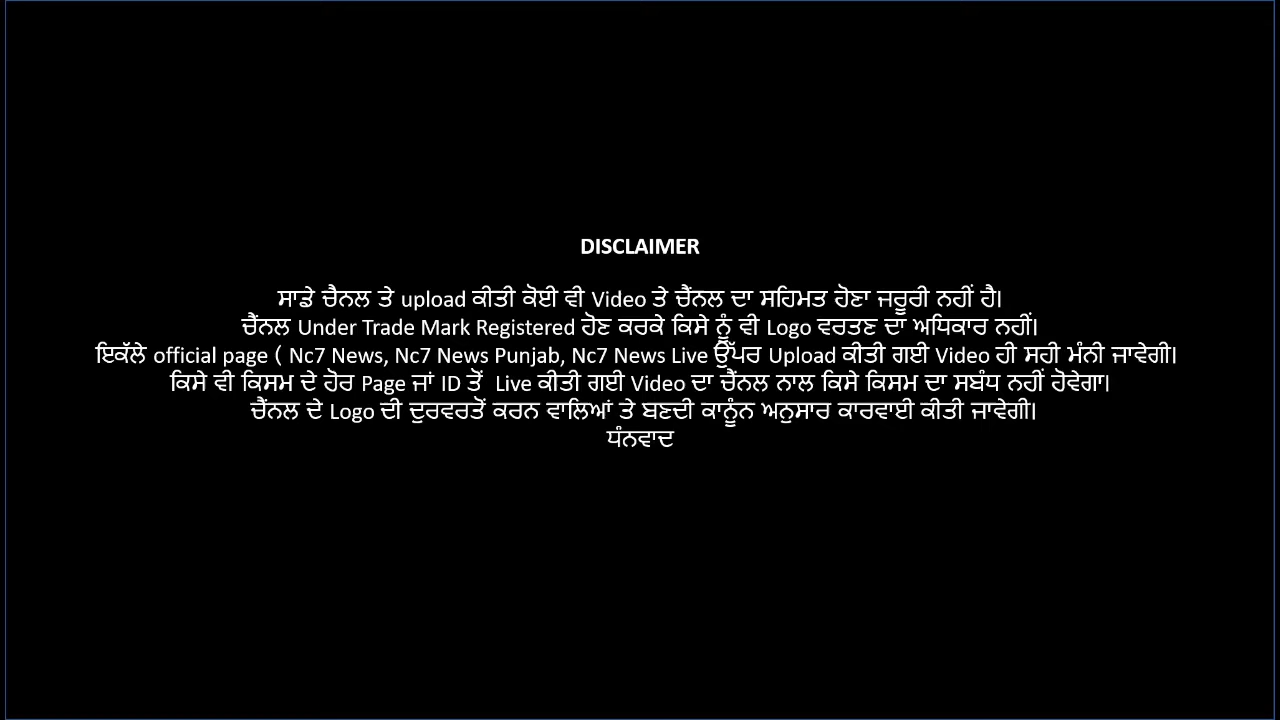 DISCLAIMER
ਸਾਡੇ ਚੈਨਲ ਤੇ upload ਕੀਤੀ ਕੋਈ ਵੀ Video ਤੇ ਚੈੱਨਲ ਦਾ ਸਹਿਮਤ ਹੋਣਾ ਜਰੂਰੀ ਨਹੀਂ ਹੈ।
ਚੈੱਨਲ Under Trade Mark Registered ਹੋਣ ਕਰਕੇ ਕਿਸੇ ਨੂੰ ਵੀ Logo ਵਰਤਣ ਦਾ ਅਧਿਕਾਰ ਨਹੀਂ।
ਇਕੱਲੇ official page ( Nc7 News, Nc7 News Punjab, Nc7 News Live ਉੱਪਰ Upload ਕੀਤੀ ਗਈ Video ਹੀ ਸਹੀ ਮੰਨੀ ਜਾਵੇਗੀ।
ਕਿਸੇ ਵੀ ਕਿਸਮ ਦੇ ਹੋਰ Page ਜਾਂ ID ਤੋਂ Live ਕੀਤੀ ਗਈ Video ਦਾ ਚੈੱਨਲ ਨਾਲ ਕਿਸੇ ਕਿਸਮ ਦਾ ਸਬੰਧ ਨਹੀਂ ਹੋਵੇਗਾ।
ਚੈੱਨਲ ਦੇ Logo ਦੀ ਦੁਰਵਰਤੋਂ ਕਰਨ ਵਾਲਿਆਂ ਤੇ ਬਣਦੀ ਕਾਨੂੰਨ ਅਨੁਸਾਰ ਕਾਰਵਾਈ ਕੀਤੀ ਜਾਵੇਗੀ।
ਧੰਨਵਾਦ